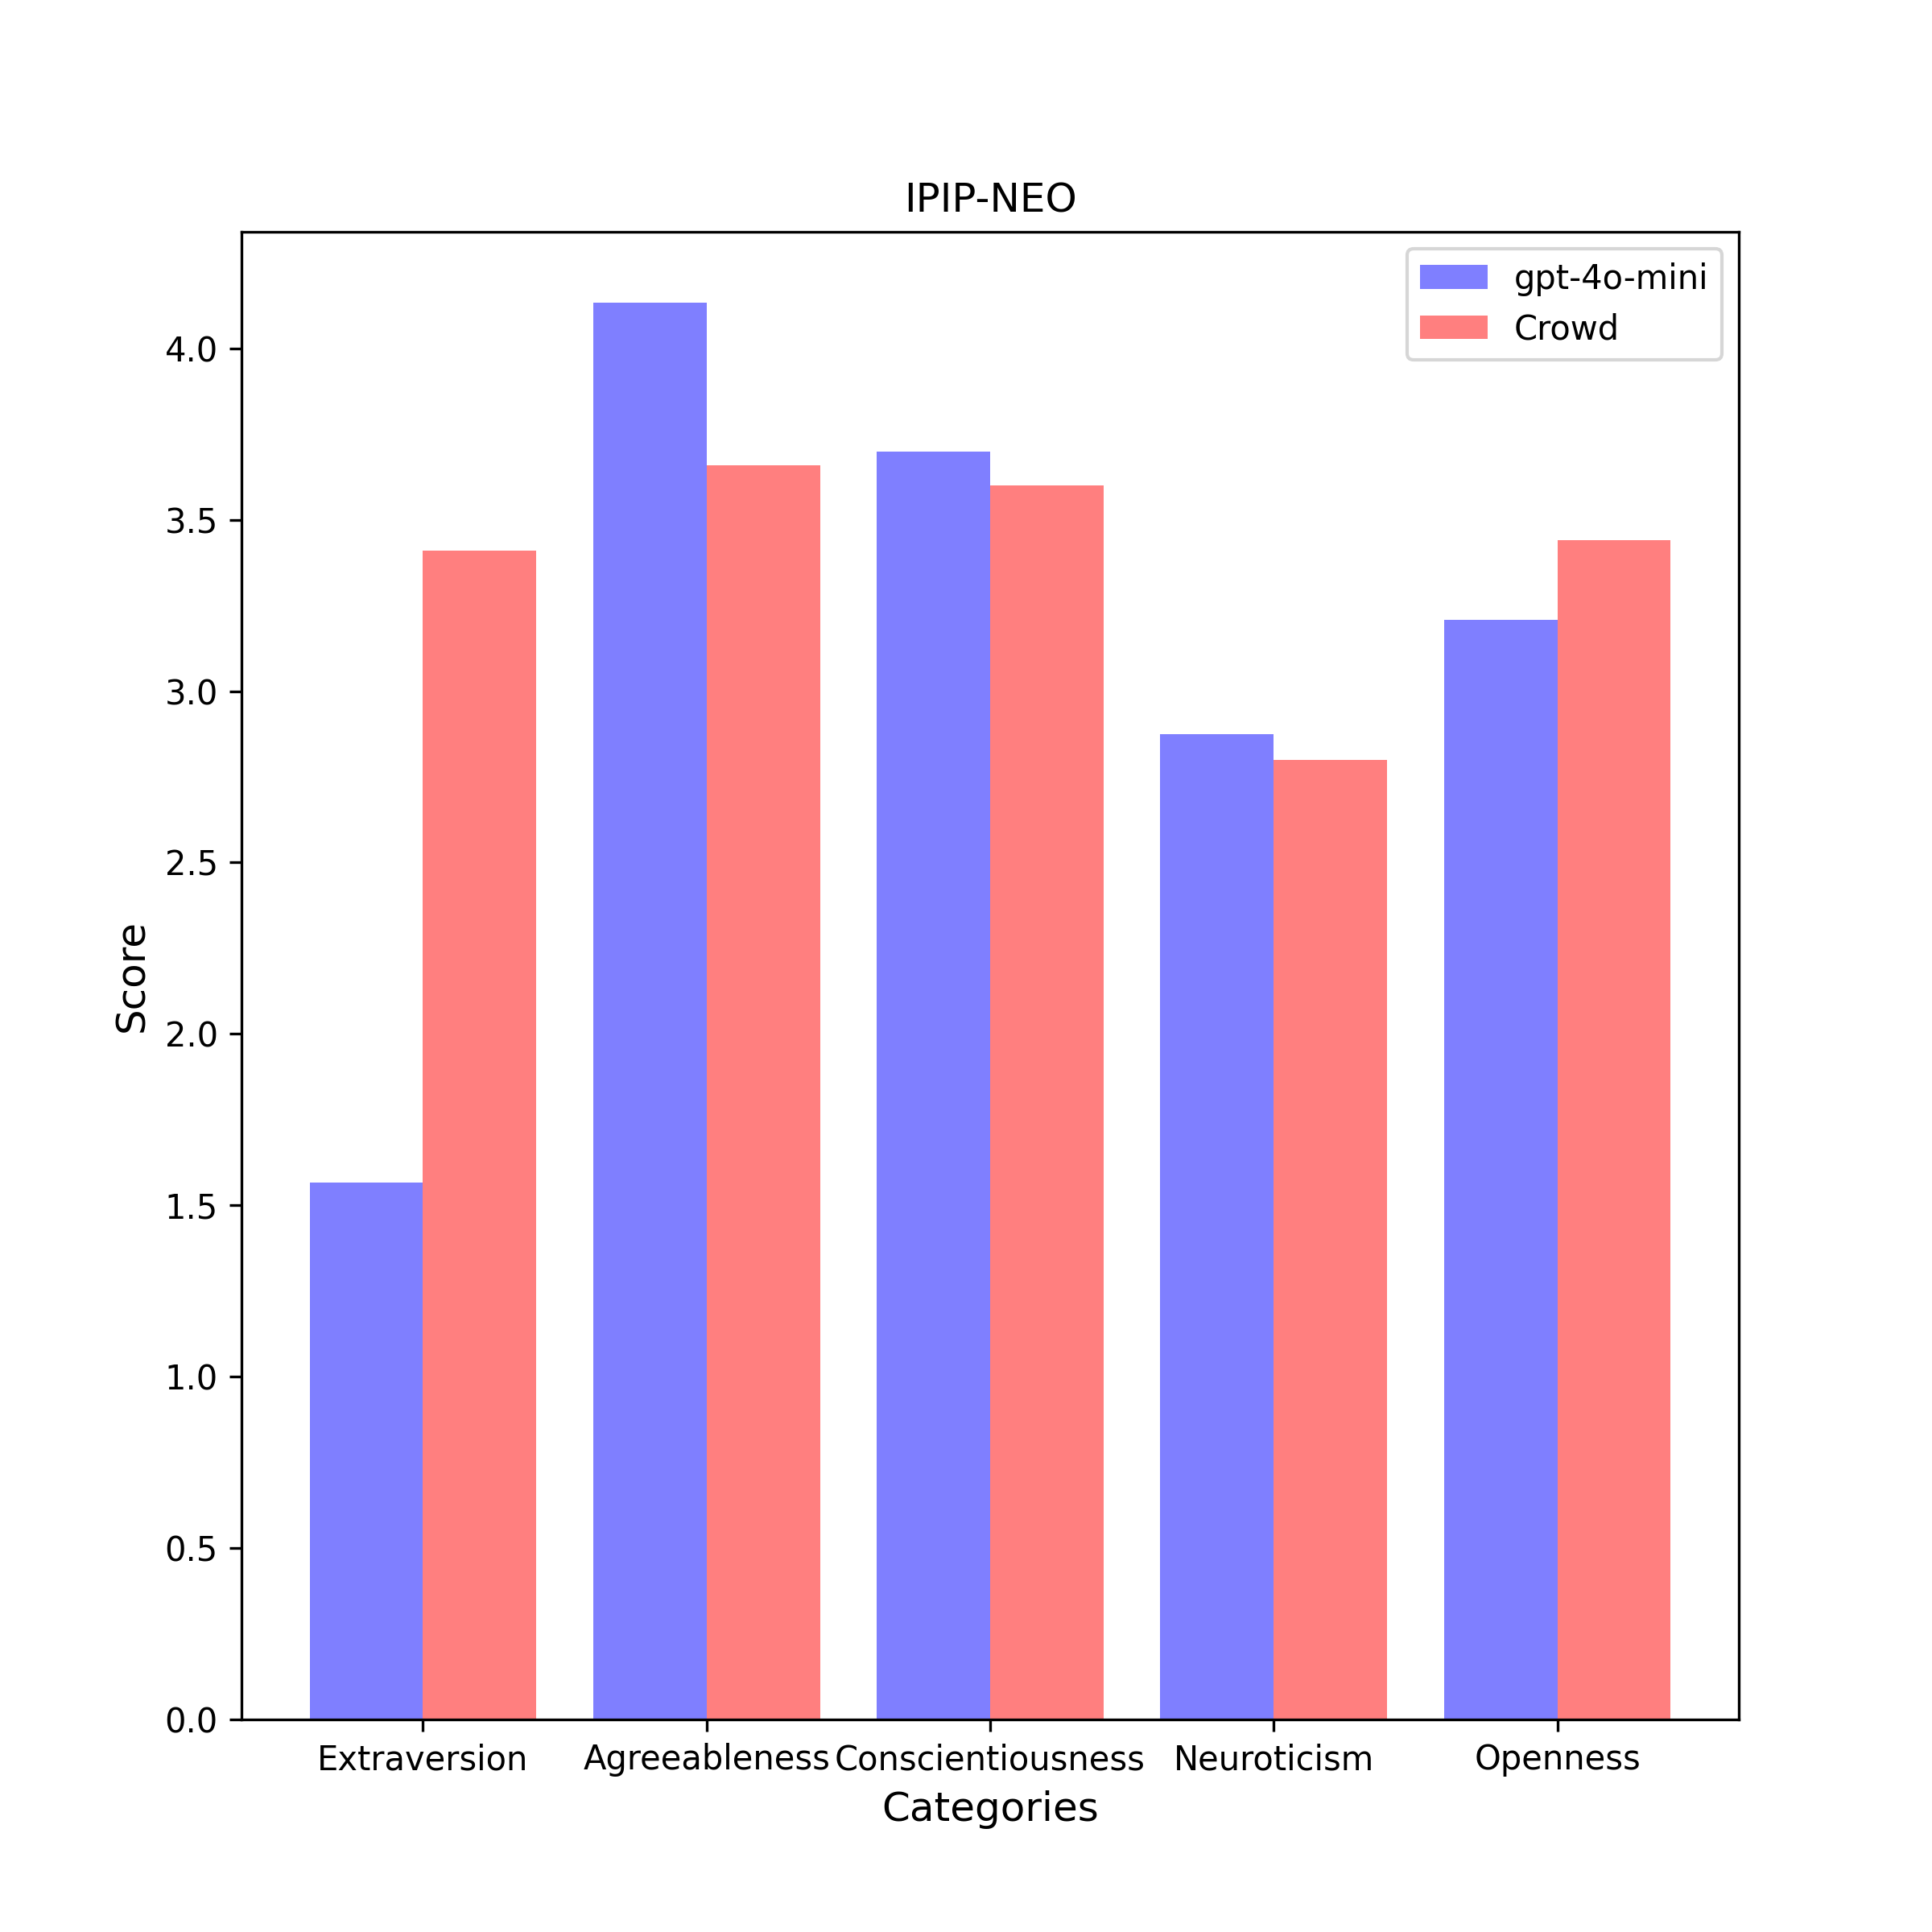 IPIP-NEO
gpt-4o-mini
Crowd
4.0
3.5
3.0
2.5
2.0
1.5
1.0
0.5
0.0
Score
Extraversion Agreeableness Conscientiousness Neuroticism Openness
Categories